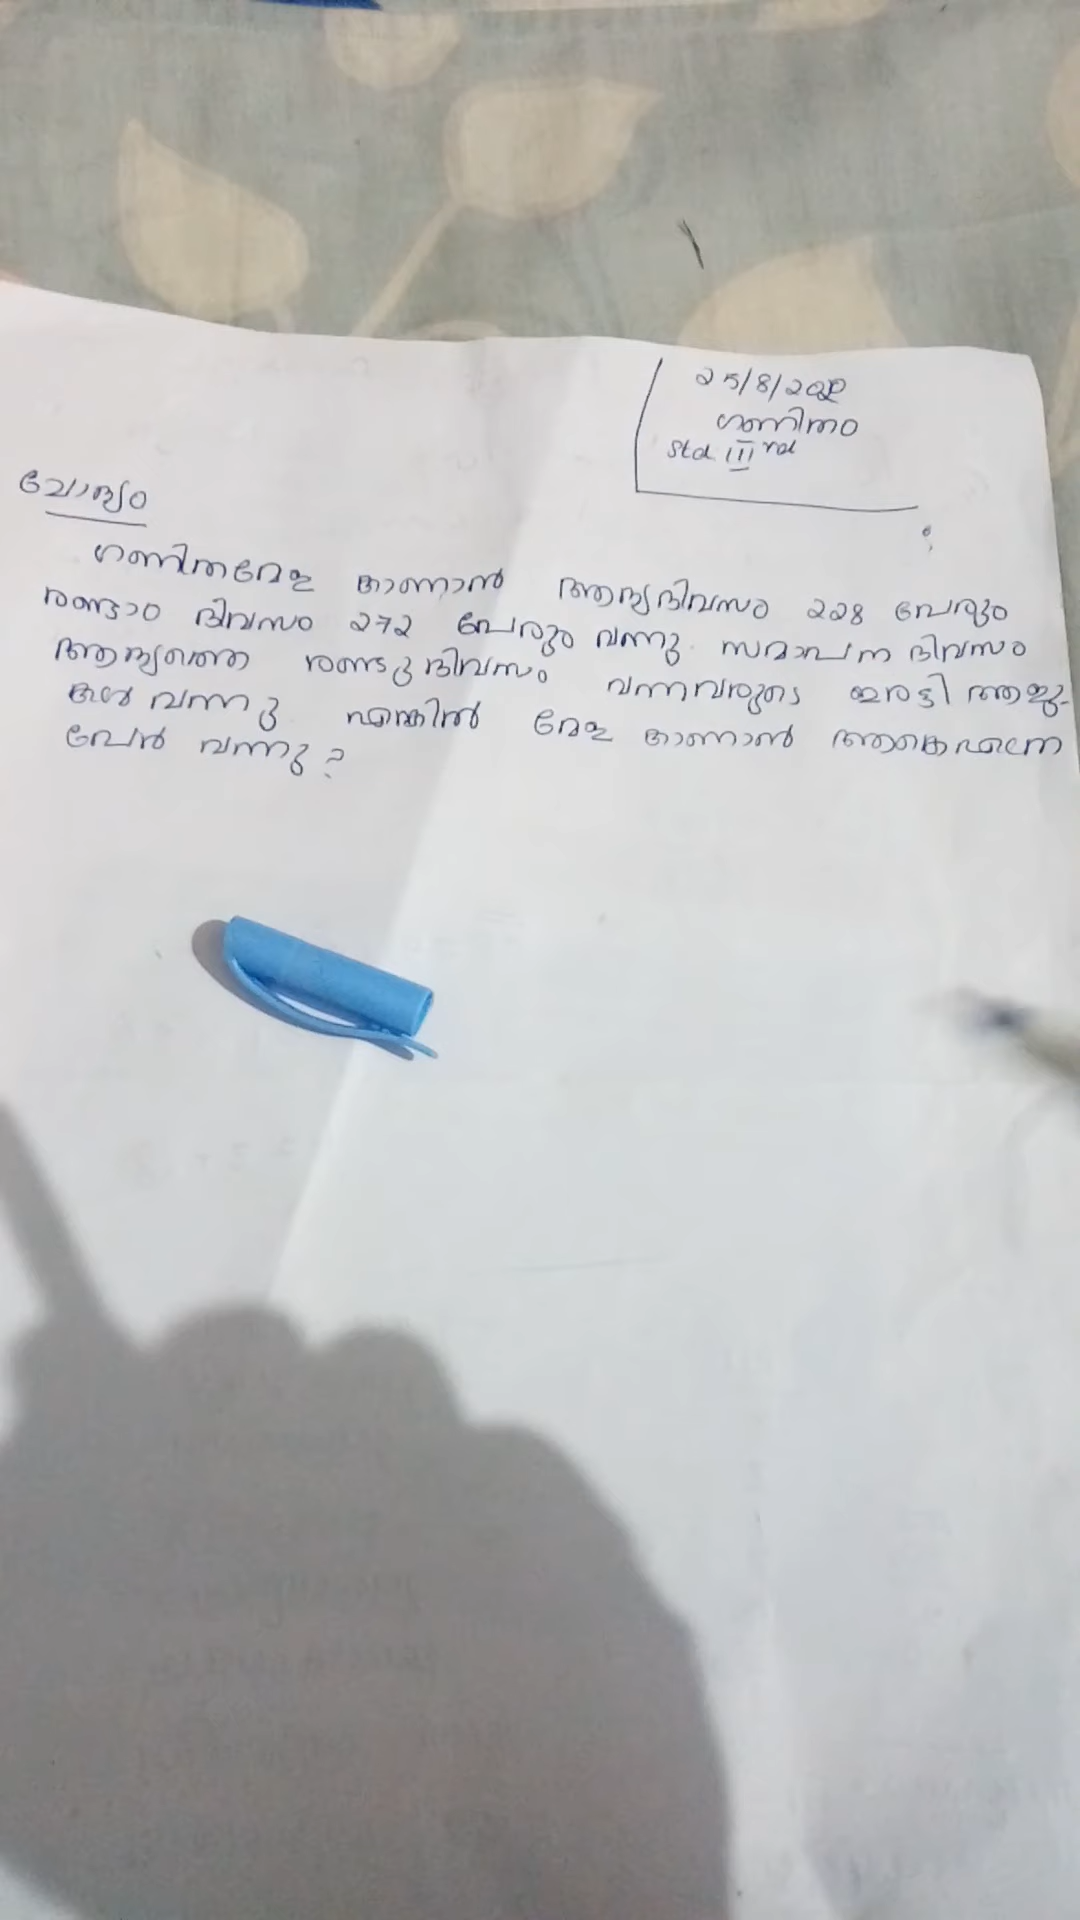 25/8/2022
ഗണിതം
Std III rd
ചോദ്യം
ഗണിതമേള കാണാൻ ആദ്യദിവസം 228 പേരും
രണ്ടാം ദിവസം 272 പേരും വന്നു. സമാപന ദിവസം
ആദ്യത്തെ രണ്ടു ദിവസം വന്നവരുടെ ഇരട്ടി ആളു-
കൾ വന്നു എങ്കിൽ മേള കാണാൻ ആകെ എത്ര
പേർ വന്നു?